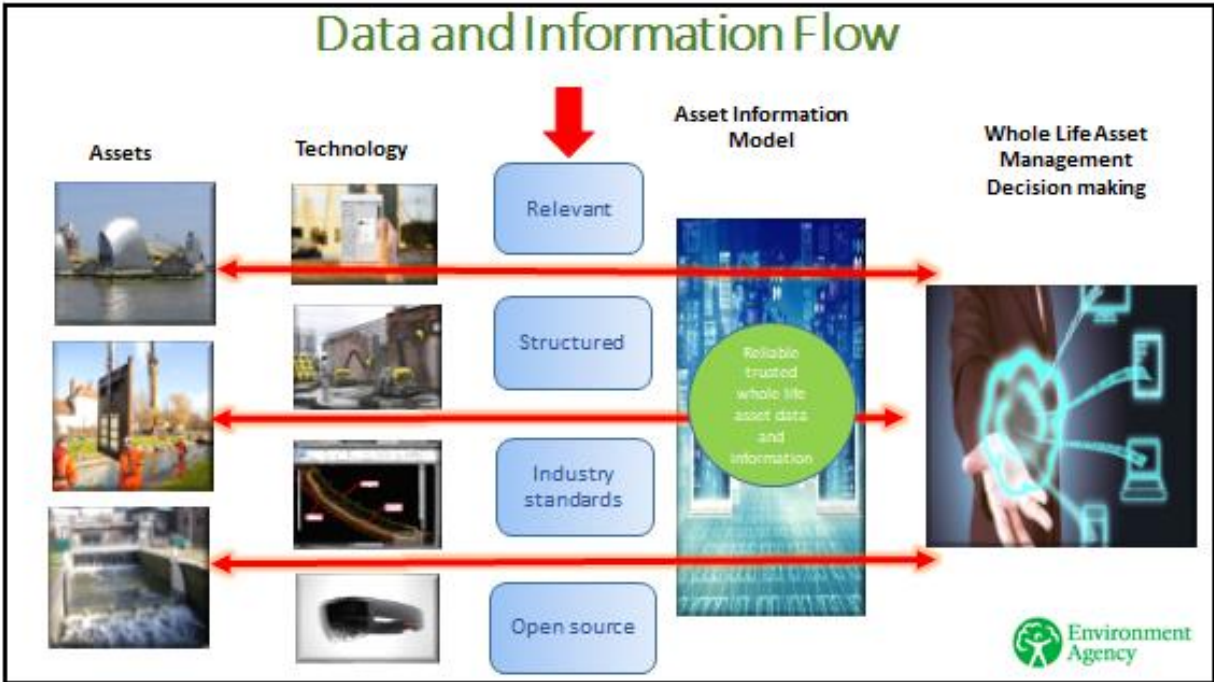 Data and Information Flow
Assets
Technology
Relevant
Structured
Industry
standards
Open source
Asset Information
Model
Reliable
trusted
whole life
asset data
and
information
Whole Life Asset
Management
Decision making
Environment
Agency